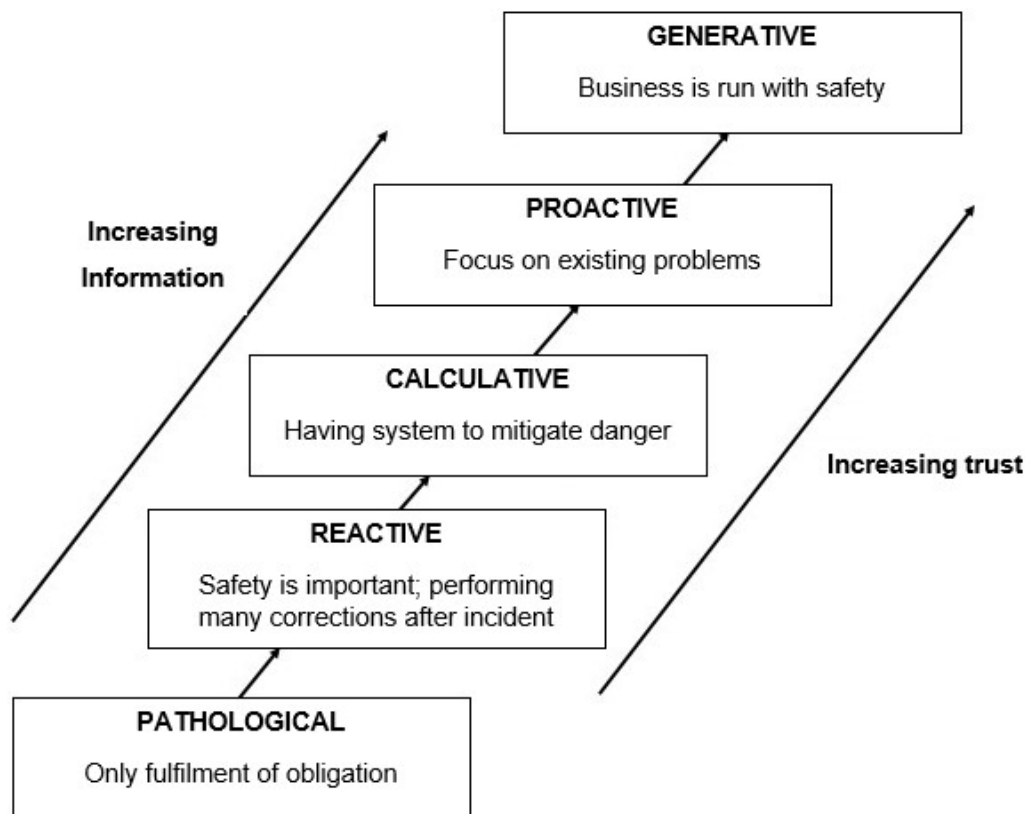 GENERATIVE
Business is run with safety
PROACTIVE
Focus on existing problems
Increasing
Information
CALCULATIVE
Having system to mitigate danger
Increasing trust
REACTIVE
Safety is important; performing
many corrections after incident
PATHOLOGICAL
Only fulfilment of obligation